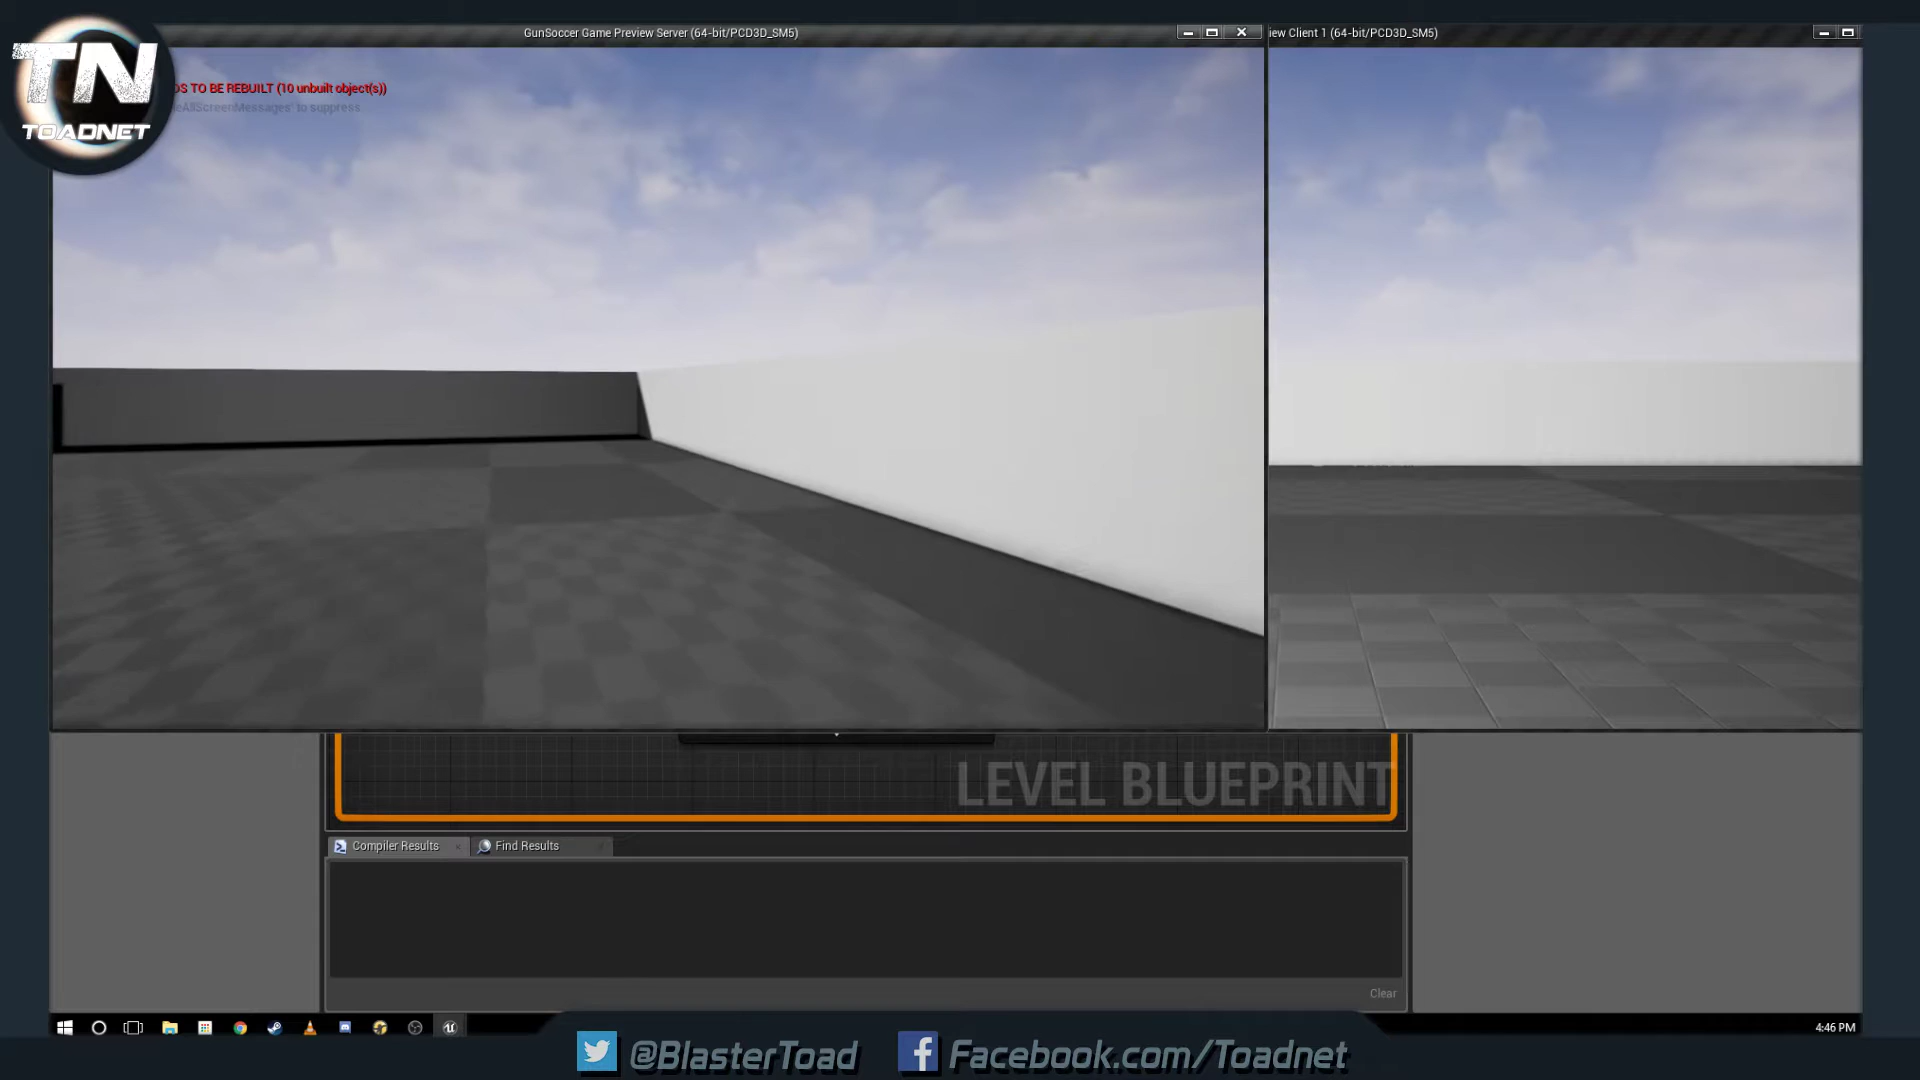 GunSoccer Game Preview Server (64-bit/PCD3D_SM5)
iew Client 1 (64-bit/PCD3D_SM5)
TN
TOADNET
DS TO BE REBUILT (10 unbuilt object(s))
eAllScreenMessages' to suppress
LEVEL BLUEPRINT
Compiler Results
Find Results
Clear
4:46 PM
@BlasterToad
Facebook.com/Toadnet